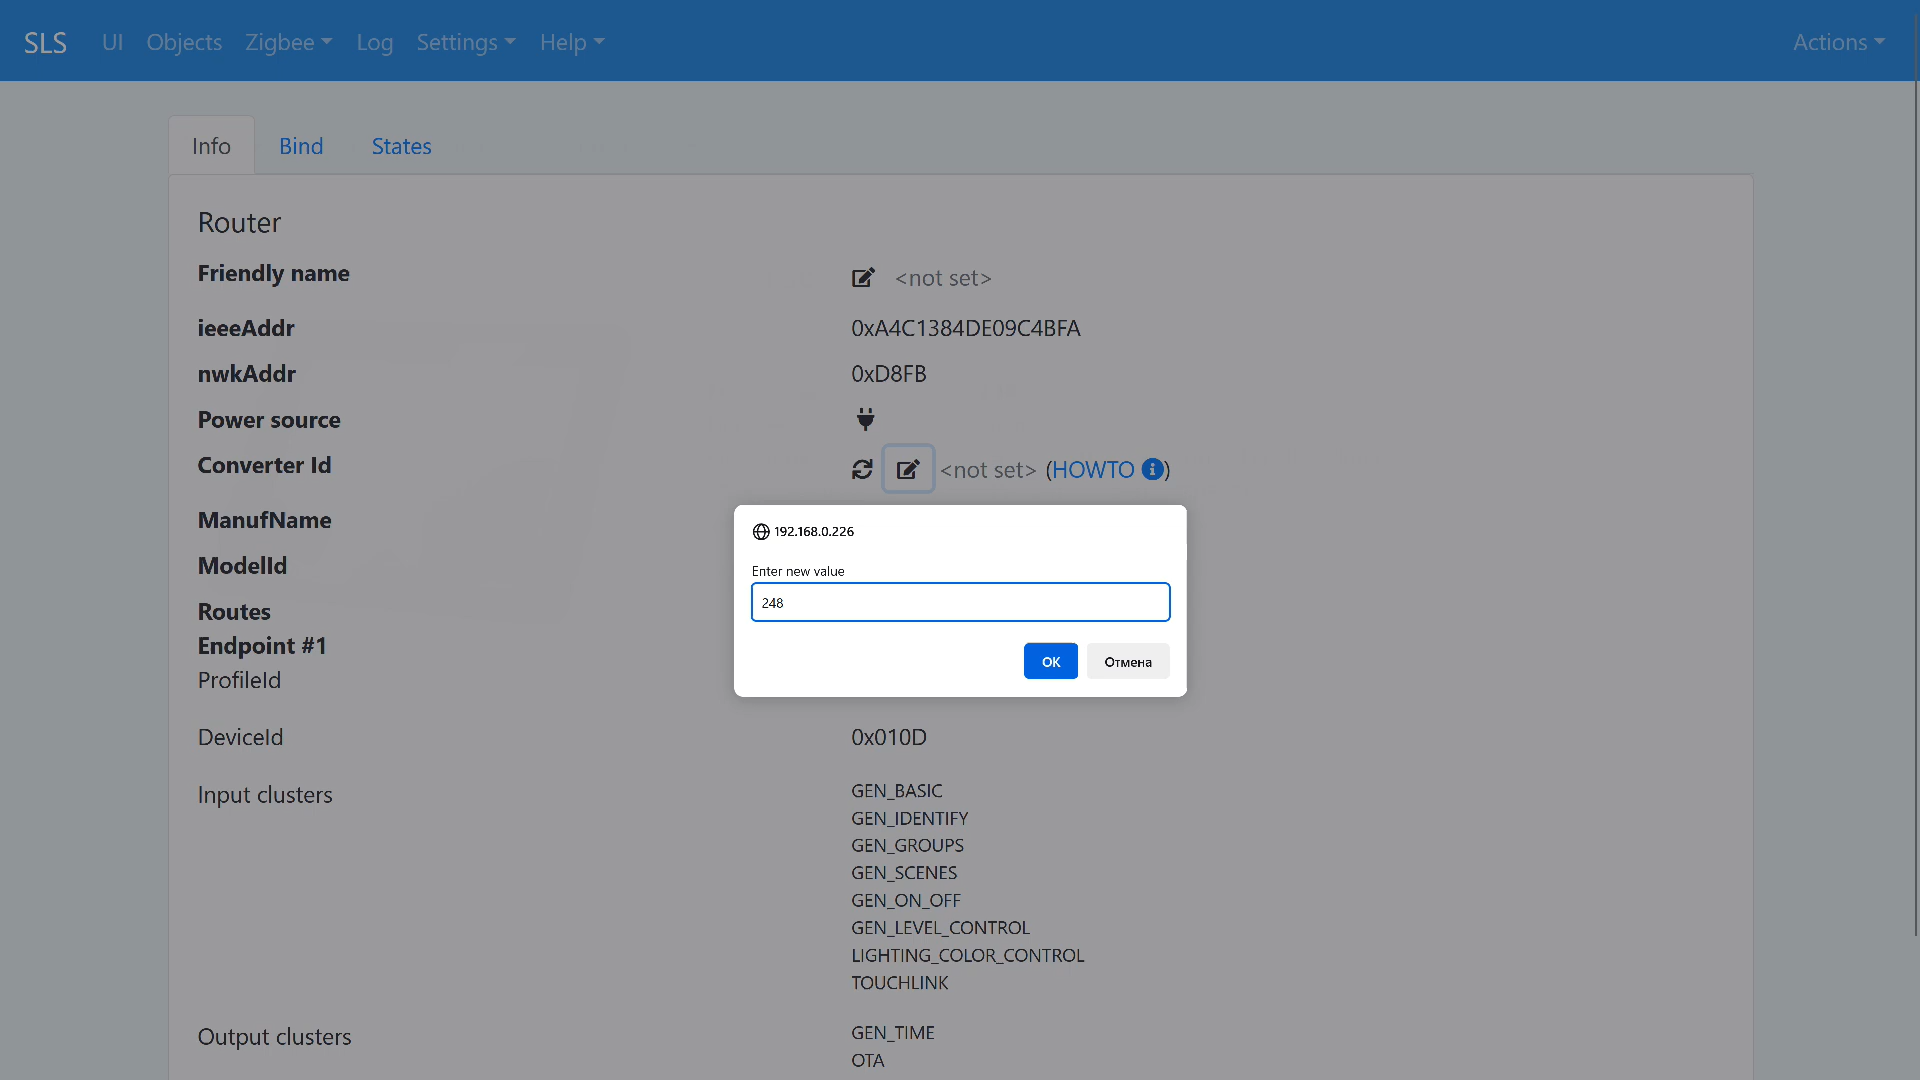 SLS UI Objects Zigbee Log Settings Help Actions
Info Bind States
Router
Friendly name <not set>
ieeeAddr 0xA4C1384DE09C4BFA
nwkAddr 0xD8FB
Power source
Converter Id <not set> (HOWTO)
ManufName
ModelId
Routes
Endpoint #1
ProfileId
192.168.0.226
Enter new value
248
OK Отмена
DeviceId 0x010D
Input clusters GEN_BASIC
GEN_IDENTIFY
GEN_GROUPS
GEN_SCENES
GEN_ON_OFF
GEN_LEVEL_CONTROL
LIGHTING_COLOR_CONTROL
TOUCHLINK
Output clusters GEN_TIME
OTA